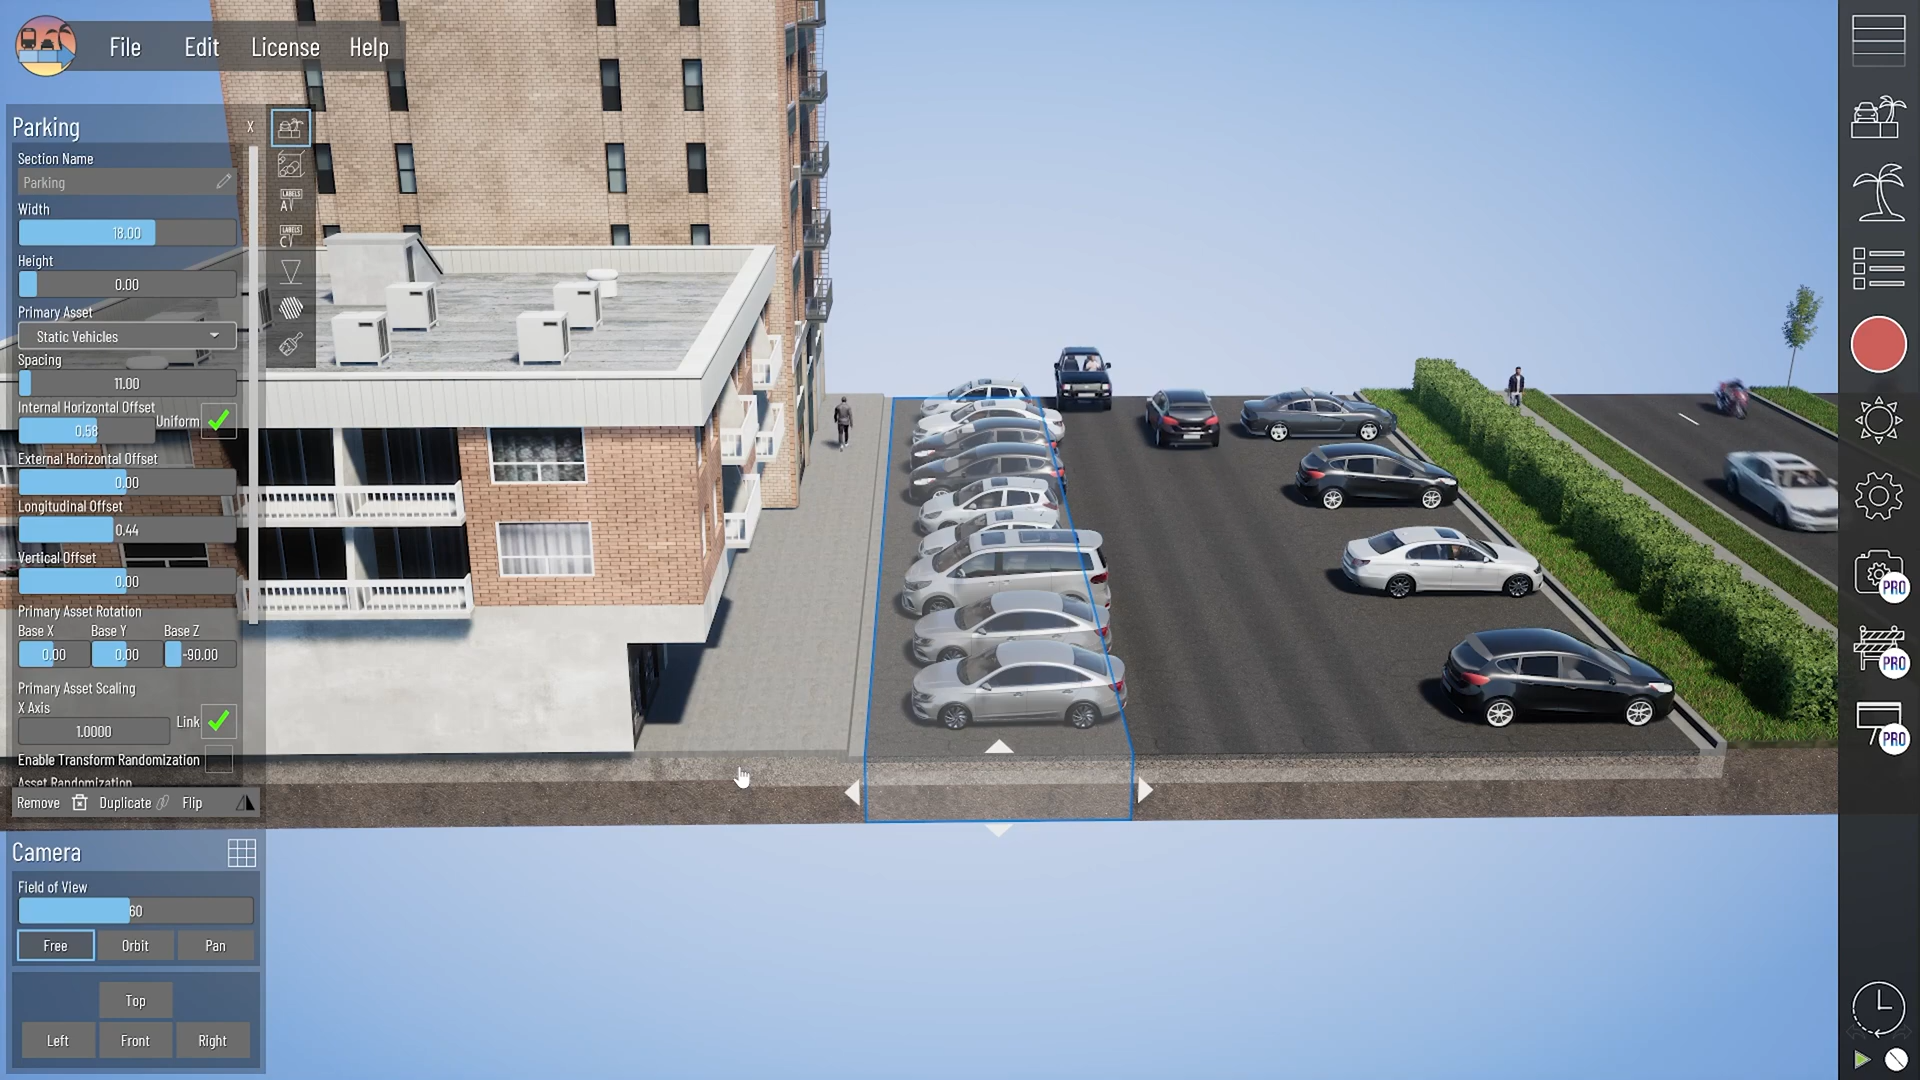 File Edit License Help
Parking
X
Section Name
Parking
Width
18.00
Height
0.00
Primary Asset
Static Vehicles
Spacing
11.00
Internal Horizontal Offset
Uniform
0.58
External Horizontal Offset
0.00
Longitudinal Offset
0.44
Vertical Offset
0.00
Primary Asset Rotation
Base X Base Y Base Z
0.00 0.00 -90.00
Primary Asset Scaling
X Axis
Link
1.0000
Enable Transform Randomization
Asset Randomization
Remove Duplicate Flip
LABELS
A
LABELS
C
Camera
Field of View
60
Free Orbit Pan
Top
Left Front Right
PRO
PRO
PRO